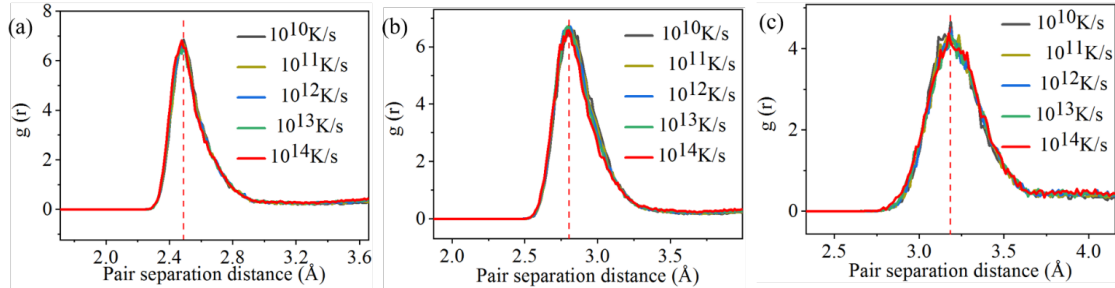 (a)
8
6
4
2
0
g (r)
10¹⁰K/s
10¹¹K/s
10¹²K/s
10¹³K/s
10¹⁴K/s
2.0 2.4 2.8 3.2 3.6
Pair separation distance (Å)
(b)
6
4
2
0
g (r)
10¹⁰K/s
10¹¹K/s
10¹²K/s
10¹³K/s
10¹⁴K/s
2.0 2.5 3.0 3.5
Pair separation distance (Å)
(c)
4
2
0
g (r)
10¹⁰K/s
10¹¹K/s
10¹²K/s
10¹³K/s
10¹⁴K/s
2.5 3.0 3.5 4.0
Pair separation distance (Å)